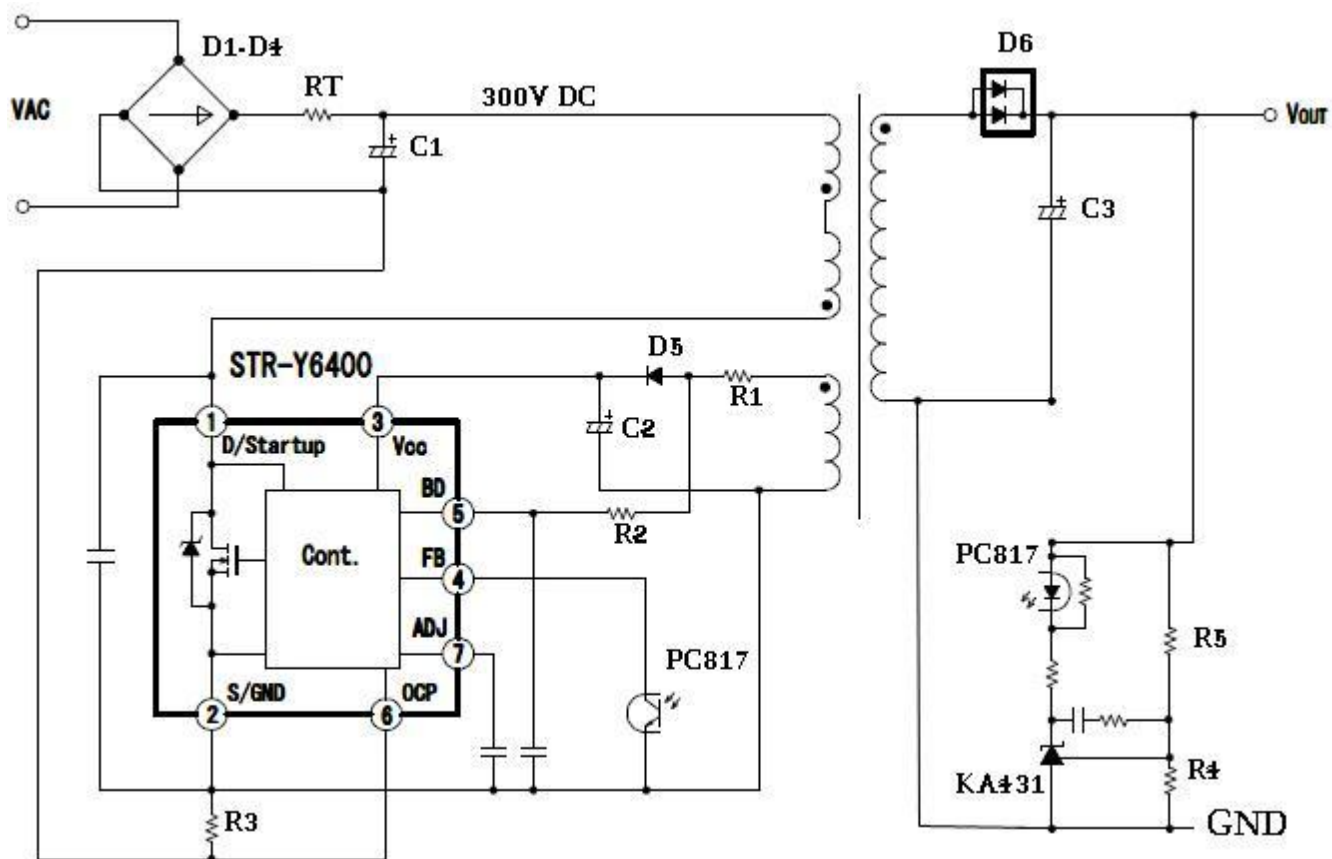 D1-D4
D6
RT
300V DC
VAC
VOUT
C1
C3
STR-Y6400
D5
R1
1
3
D/Startup
Vcc
C2
BD
5
R2
Cont.
FB
4
PC817
ADJ
7
PC817
R5
S/GND
OCP
2
6
KA431
R4
R3
GND